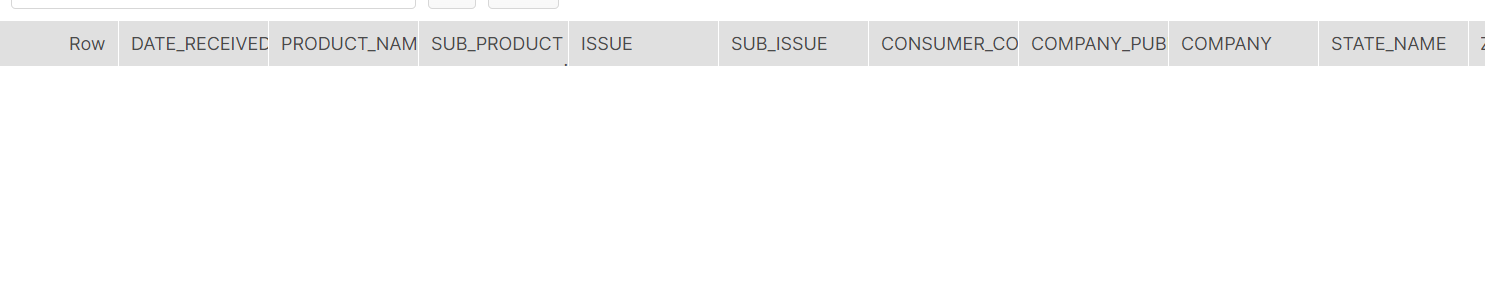 Row DATE_RECEIVED PRODUCT_NAM SUB_PRODUCT ISSUE SUB_ISSUE CONSUMER_CO COMPANY_PUB COMPANY STATE_NAME